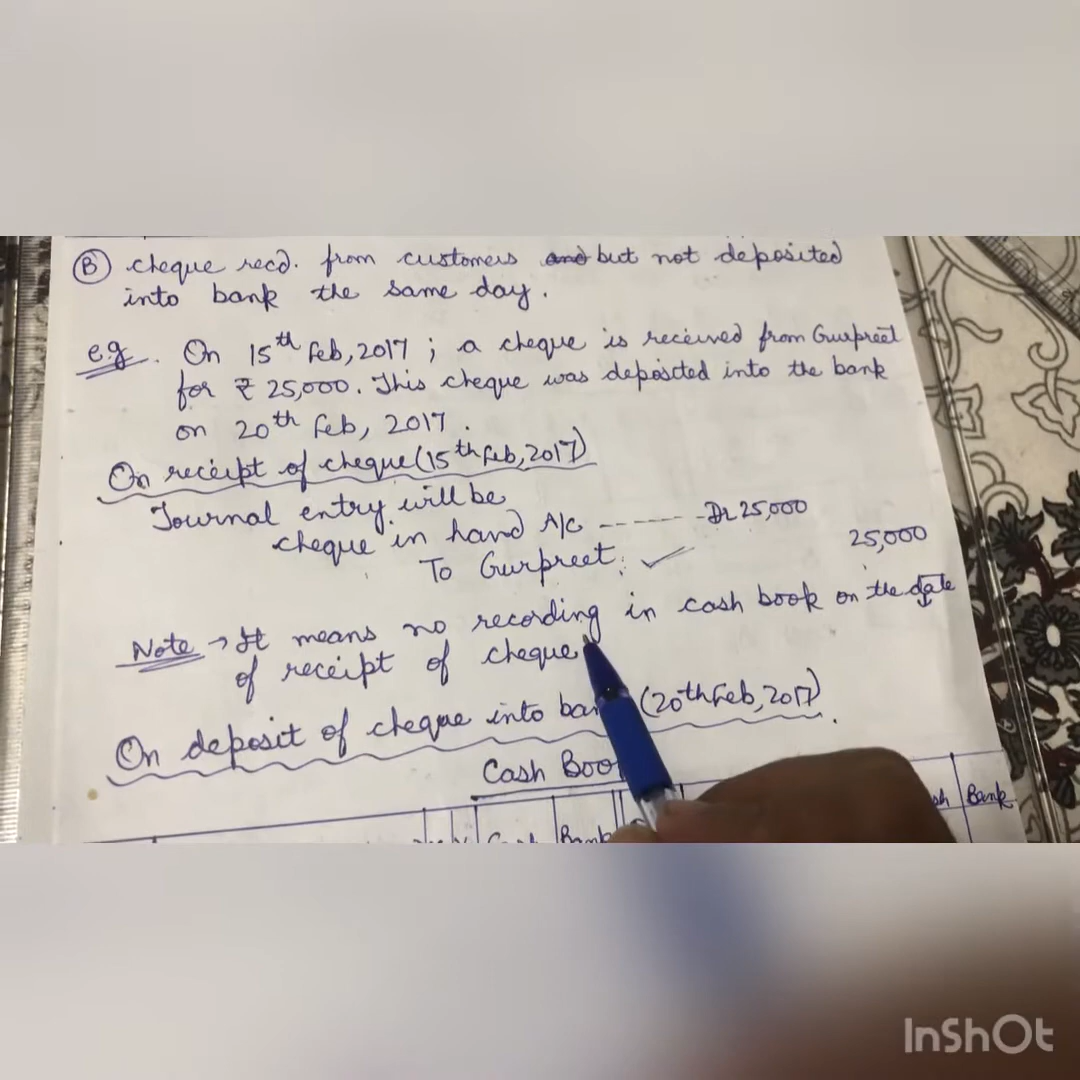 (B) cheque recd. from customers and but not deposited
into bank the same day.
e.g. On 15th Feb, 2017 ; a cheque is received from Gurpreet
for ₹ 25,000. This cheque was deposited into the bank
on 20th Feb, 2017.
On receipt of cheque (15th Feb, 2017)
Journal entry will be
cheque in hand A/c ------- Dr 25,000
To Gurpreet. 25,000
Note → It means no recording in cash book on the date
of receipt of cheque
On deposit of cheque into (20th Feb, 2017).
Cash
Bank
Bank
InShOt